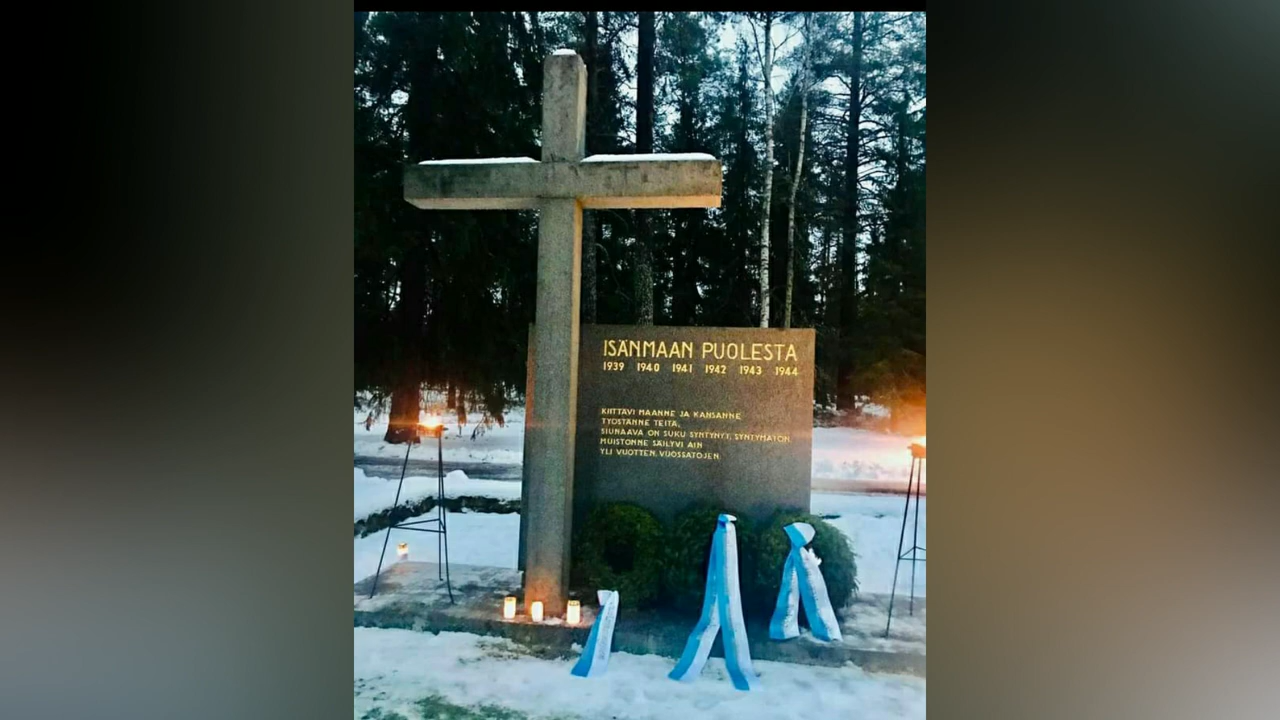 ISÄNMAAN PUOLESTA
1939 1940 1941 1942 1943 1944
KIITTÄVI MAANNE JA KANSANNE
TYÖSTÄNNE TEITÄ,
SIUNAAVA ON SUKU SYNTYNYT, SYNTYMÄTÖN.
MUISTONNE SÄILYVI AIN
YLI VUOTTEN, VUOSSATOJEN.